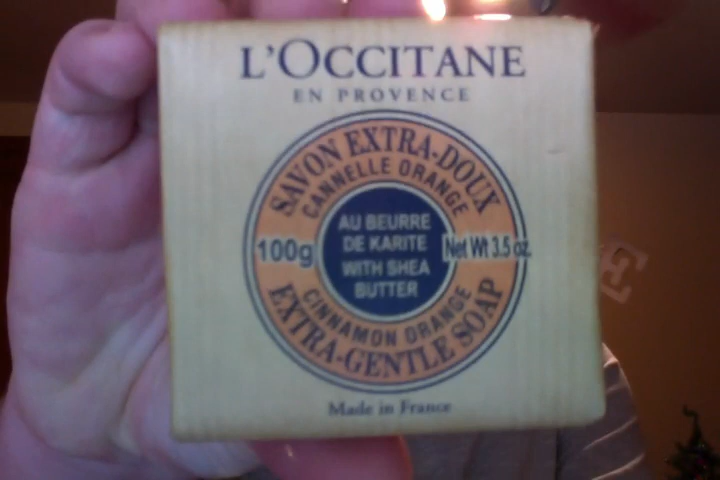 L'OCCITANE
EN PROVENCE
SAVON EXTRA-DOUX
CANNELLE ORANGE
100g
AU BEURRE
DE KARITE
WITH SHEA
BUTTER
Net Wt 3.5 oz.
CINNAMON ORANGE
EXTRA-GENTLE SOAP
Made in France
E